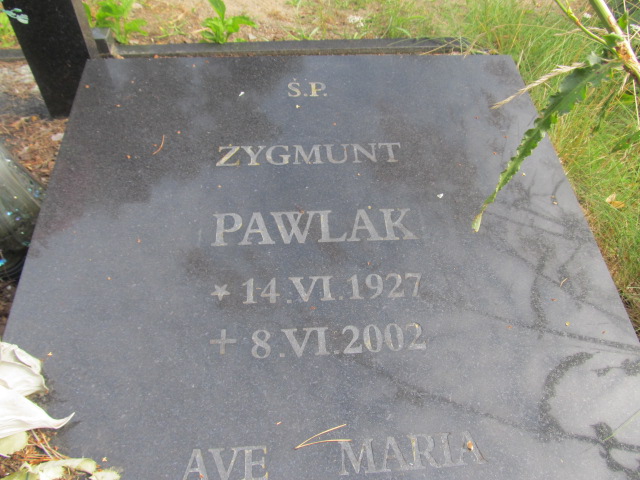 Ś.P.
ZYGMUNT
PAWLAK
* 14.VI.1927
+ 8.VI.2002
AVE MARIA